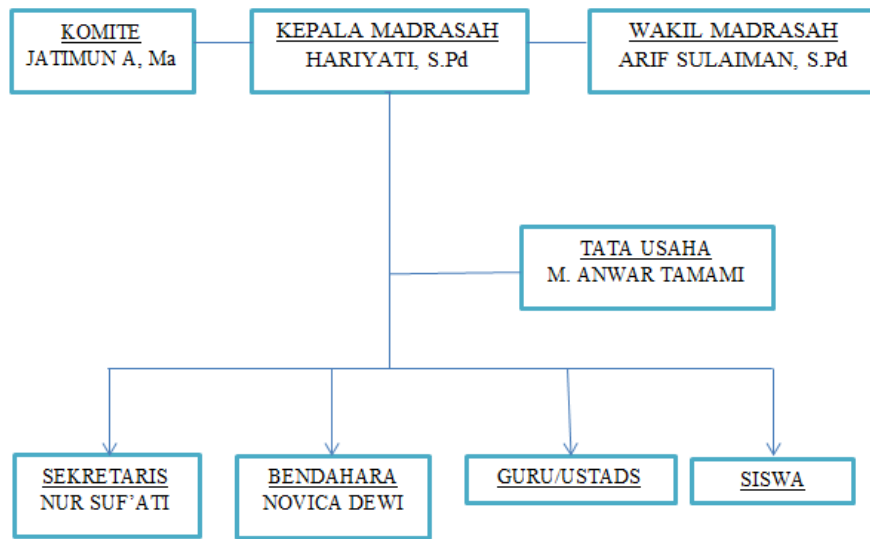 KOMITE
JATIMUN A, Ma
KEPALA MADRASAH
HARIYATI, S.Pd
WAKIL MADRASAH
ARIF SULAIMAN, S.Pd
TATA USAHA
M. ANWAR TAMAMI
SEKRETARIS
NUR SUF’ATI
BENDAHARA
NOVICA DEWI
GURU/USTADS
SISWA